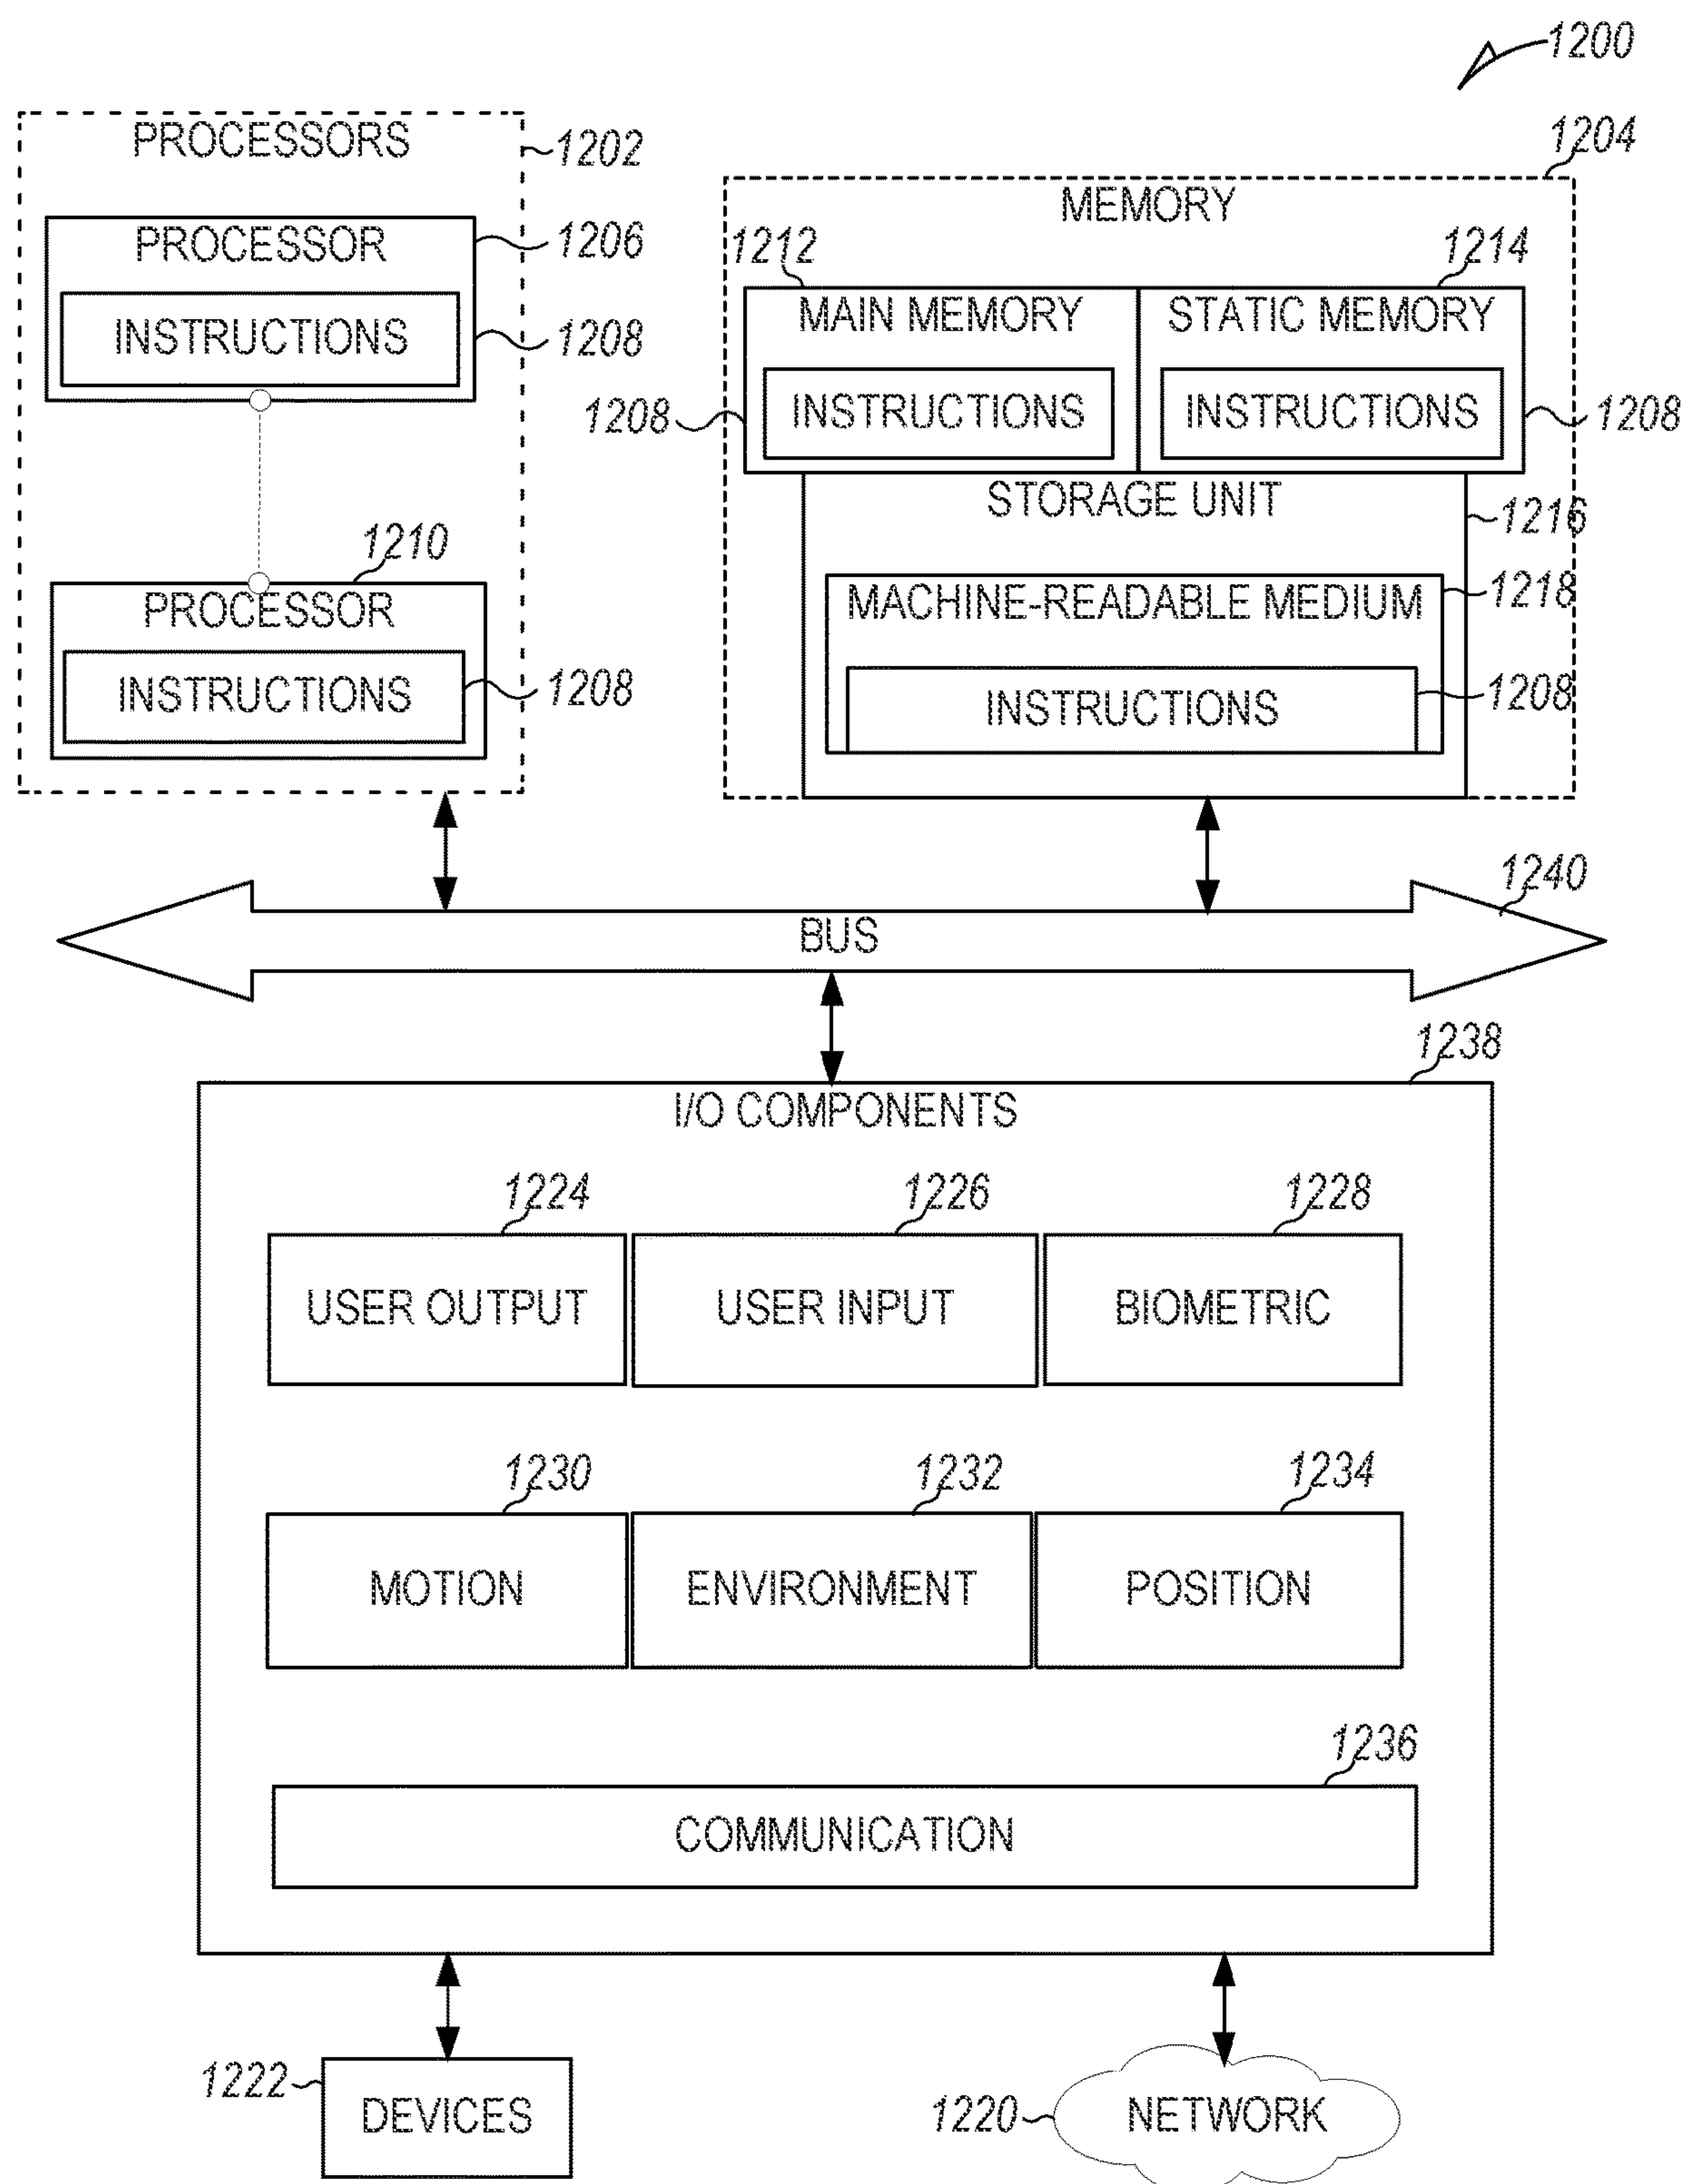 1200
PROCESSORS
1202
1204
MEMORY
PROCESSOR
1206
1212
1214
MAIN MEMORY
STATIC MEMORY
INSTRUCTIONS
1208
1208
INSTRUCTIONS
INSTRUCTIONS
1208
STORAGE UNIT
1216
1210
PROCESSOR
MACHINE-READABLE MEDIUM
1218
INSTRUCTIONS
1208
INSTRUCTIONS
1208
1240
BUS
1238
I/O COMPONENTS
1224
1226
1228
USER OUTPUT
USER INPUT
BIOMETRIC
1230
1232
1234
MOTION
ENVIRONMENT
POSITION
1236
COMMUNICATION
1222
DEVICES
1220
NETWORK